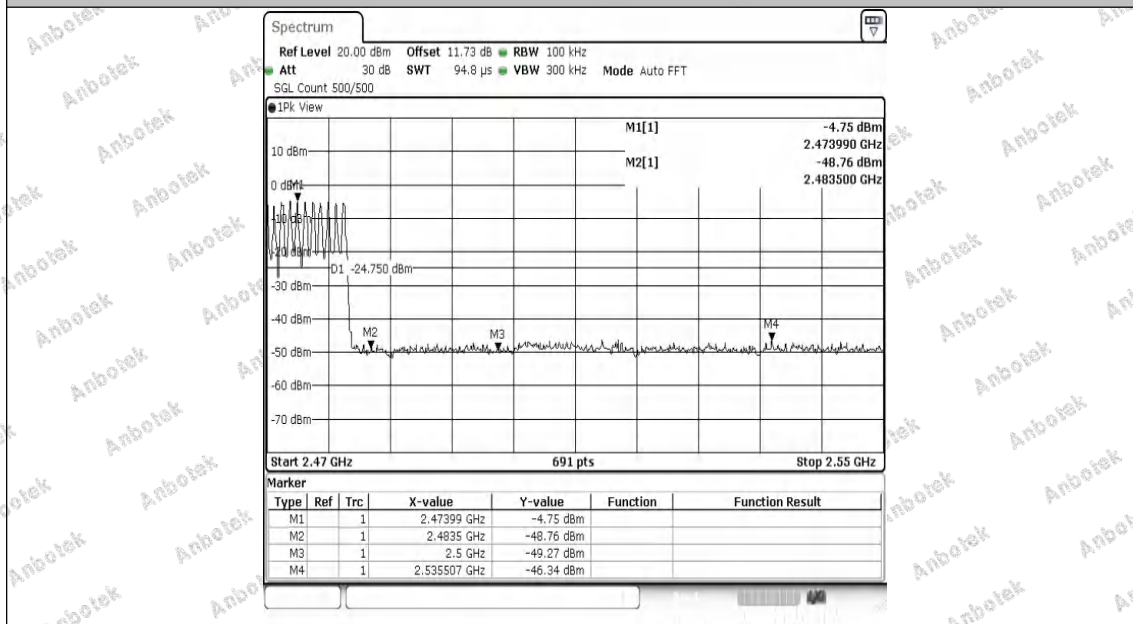 Spectrum
Ref Level 20.00 dBm Offset 11.73 dB RBW 100 kHz
Att 30 dB SWT 94.8 µs VBW 300 kHz Mode Auto FFT
SGL Count 500/500
1Pk View
M1[1] -4.75 dBm
2.473990 GHz
M2[1] -48.76 dBm
2.483500 GHz
10 dBm
0 dBm
M1
-10 dBm
-20 dBm
D1 -24.750 dBm
-30 dBm
-40 dBm
M2
M3
M4
-50 dBm
-60 dBm
-70 dBm
Start 2.47 GHz 691 pts Stop 2.55 GHz
Marker
Type Ref Trc X-value Y-value Function Function Result
M1 1 2.47399 GHz -4.75 dBm
M2 1 2.4835 GHz -48.76 dBm
M3 1 2.5 GHz -49.27 dBm
M4 1 2.535507 GHz -46.34 dBm
Anbotek